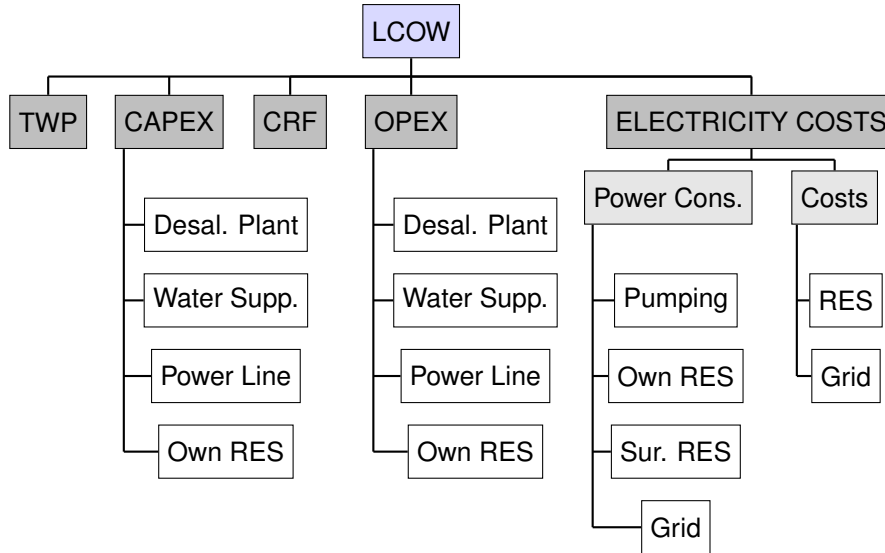 LCOW
TWP
CAPEX
CRF
OPEX
ELECTRICITY COSTS
Desal. Plant
Water Supp.
Power Line
Own RES
Desal. Plant
Water Supp.
Power Line
Own RES
Power Cons.
Pumping
Own RES
Sur. RES
Grid
Costs
RES
Grid